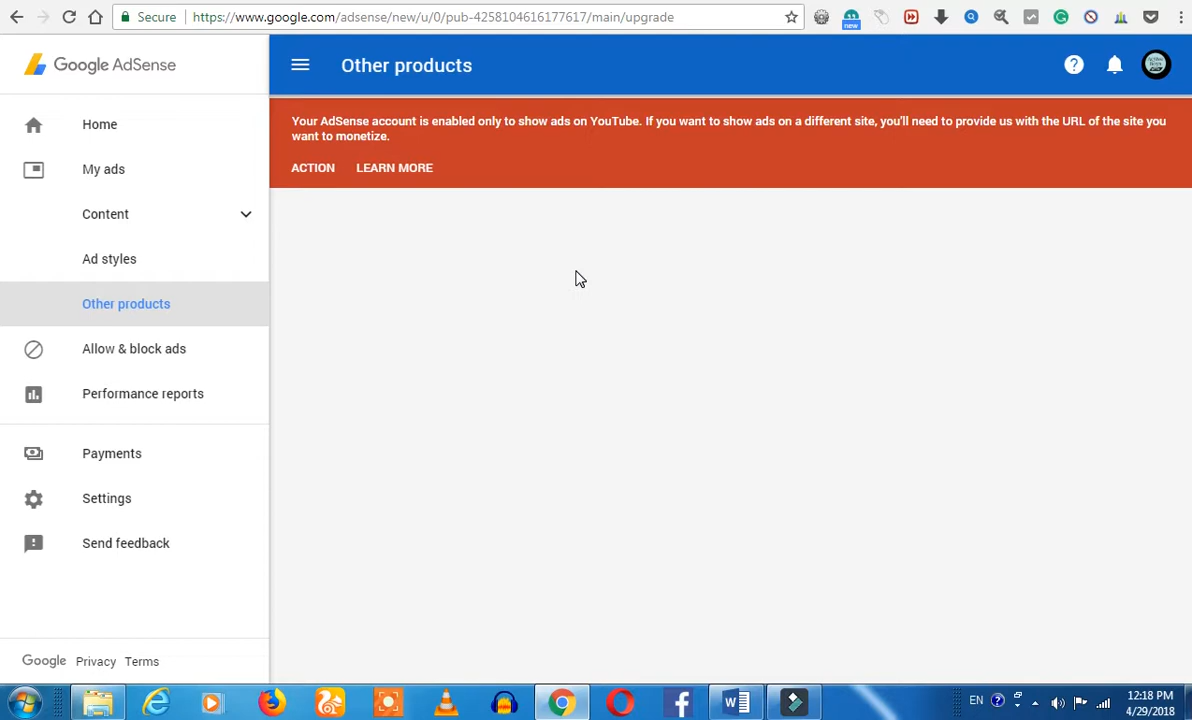 Secure https://www.google.com/adsense/new/u/0/pub-4258104616177617/main/upgrade
new
Google AdSense
Other products
Home
Your AdSense account is enabled only to show ads on YouTube. If you want to show ads on a different site, you'll need to provide us with the URL of the site you
want to monetize.
ACTION LEARN MORE
My ads
Content
Ad styles
Other products
Allow & block ads
Performance reports
Payments
Settings
Send feedback
Google Privacy Terms
EN 12:18 PM
4/29/2018